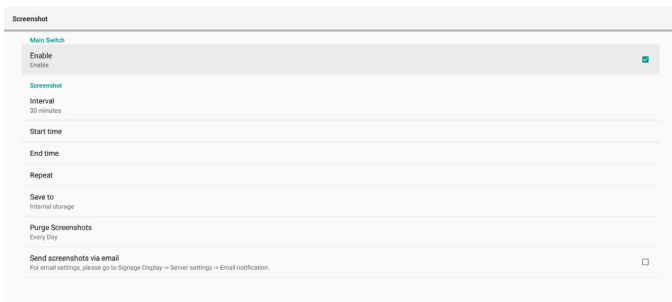 Screenshot
Main Switch
Enable
Enable
Screenshot
Interval
30 minutes
Start time
End time
Repeat
Save to
Internal storage
Purge Screenshots
Every Day
Send screenshots via email
For email settings, please go to Signage Display -> Server settings -> Email notification.